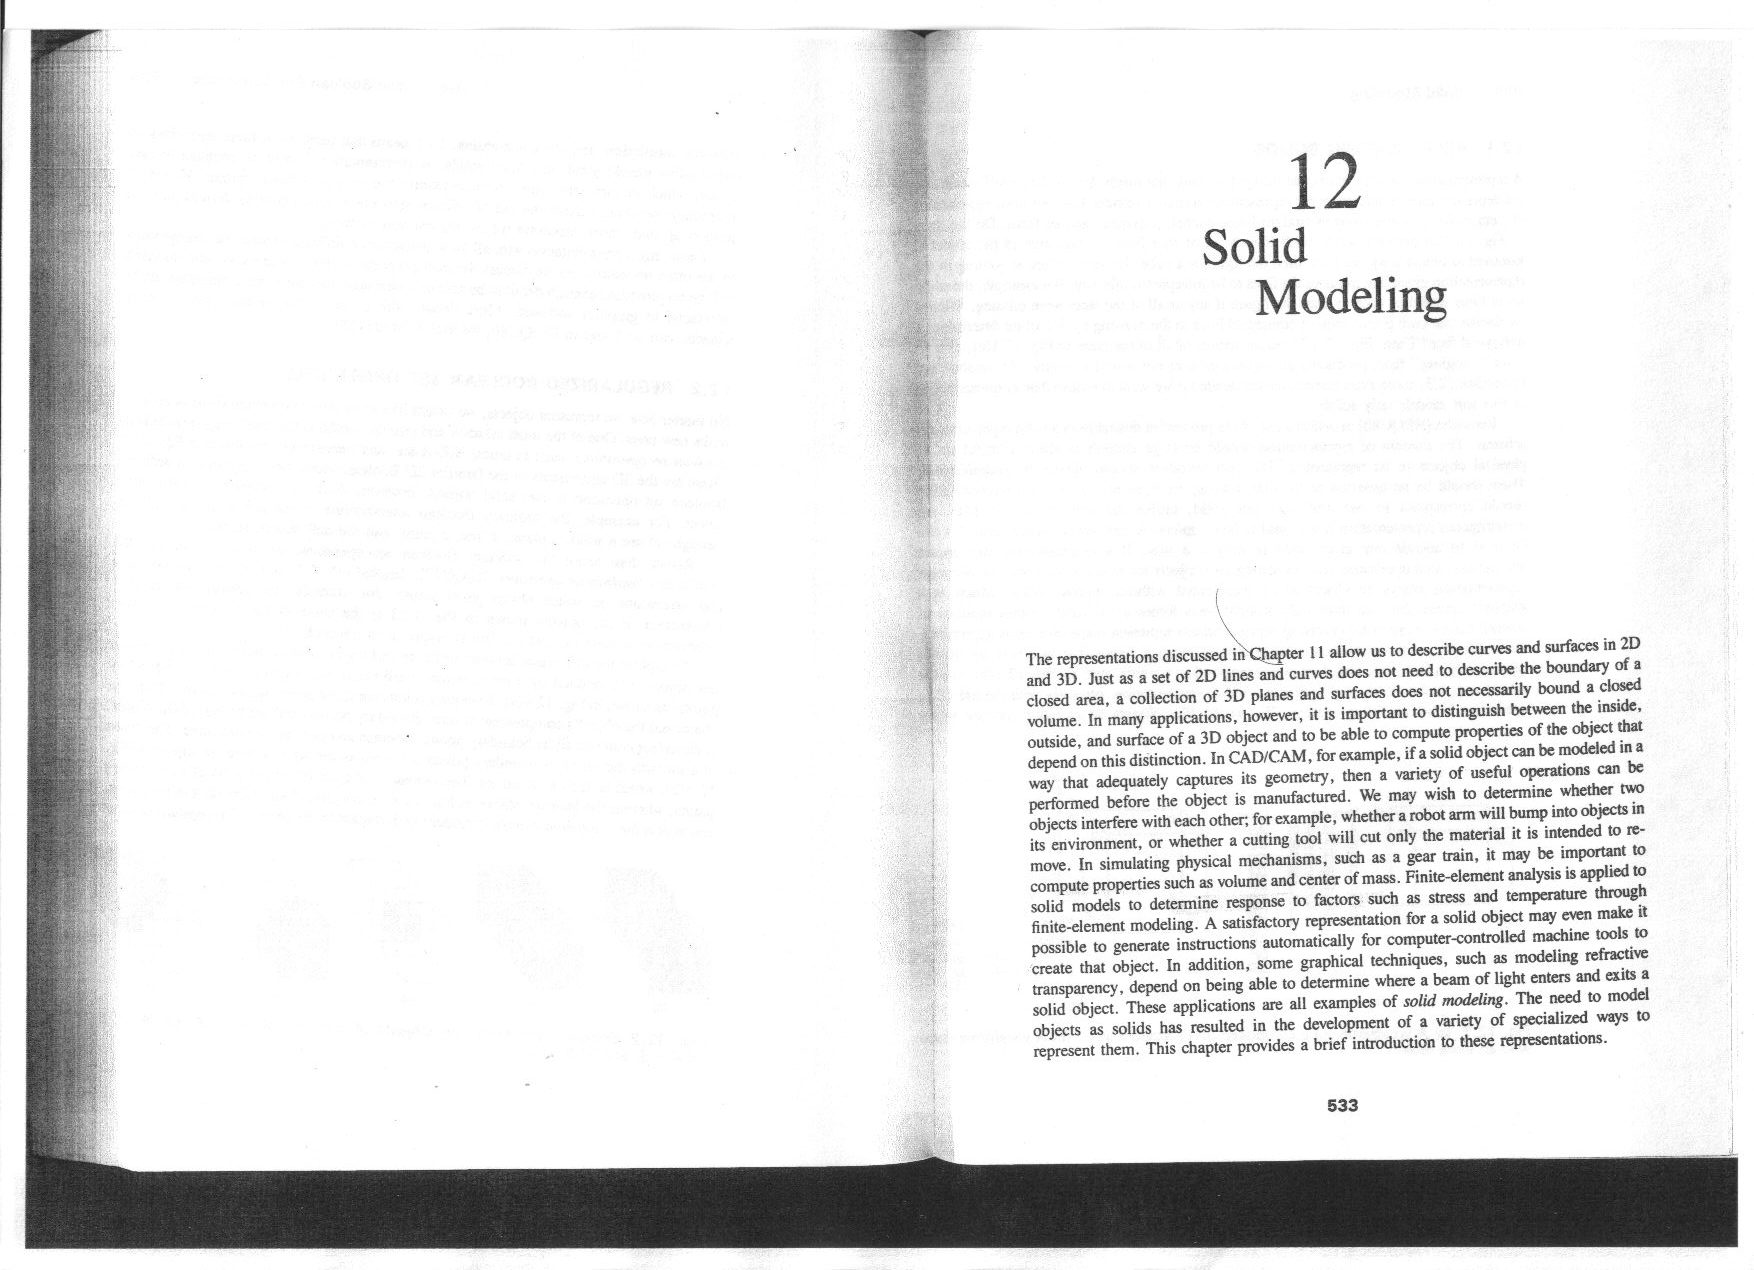 12
Solid
Modeling
The representations discussed in Chapter 11 allow us to describe curves and surfaces in 2D
and 3D. Just as a set of 2D lines and curves does not need to describe the boundary of a
closed area, a collection of 3D planes and surfaces does not necessarily bound a closed
volume. In many applications, however, it is important to distinguish between the inside,
outside, and surface of a 3D object and to be able to compute properties of the object that
depend on this distinction. In CAD/CAM, for example, if a solid object can be modeled in a
way that adequately captures its geometry, then a variety of useful operations can be
performed before the object is manufactured. We may wish to determine whether two
objects interfere with each other; for example, whether a robot arm will bump into objects in
its environment, or whether a cutting tool will cut only the material it is intended to re-
move. In simulating physical mechanisms, such as a gear train, it may be important to
compute properties such as volume and center of mass. Finite-element analysis is applied to
solid models to determine response to factors such as stress and temperature through
finite-element modeling. A satisfactory representation for a solid object may even make it
possible to generate instructions automatically for computer-controlled machine tools to
create that object. In addition, some graphical techniques, such as modeling refractive
transparency, depend on being able to determine where a beam of light enters and exits a
solid object. These applications are all examples of solid modeling. The need to model
objects as solids has resulted in the development of a variety of specialized ways to
represent them. This chapter provides a brief introduction to these representations.
533